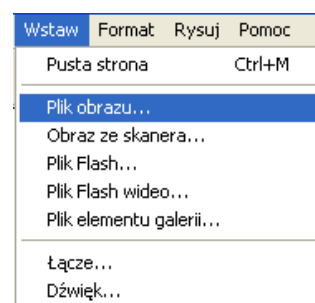 Wstaw Format Rysuj Pomoc
Pusta strona Ctrl+M
Plik obrazu...
Obraz ze skanera...
Plik Flash...
Plik Flash wideo...
Plik elementu galerii...
Łącze...
Dźwięk...